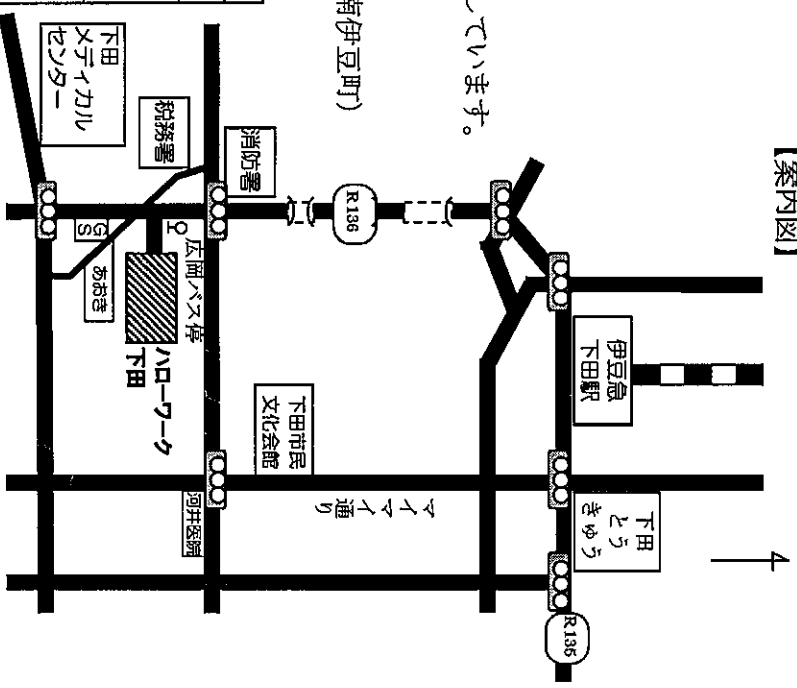 【案内図】
しています。
南伊豆町）
下田
メディカル
センター
税務署
消防署
R136
GS
あおき
広岡バス停
ハローワーク
下田
伊豆急
下田駅
下田市民
文化会館
マイマイ通り
河井医院
下田
とう
きゅう
R135